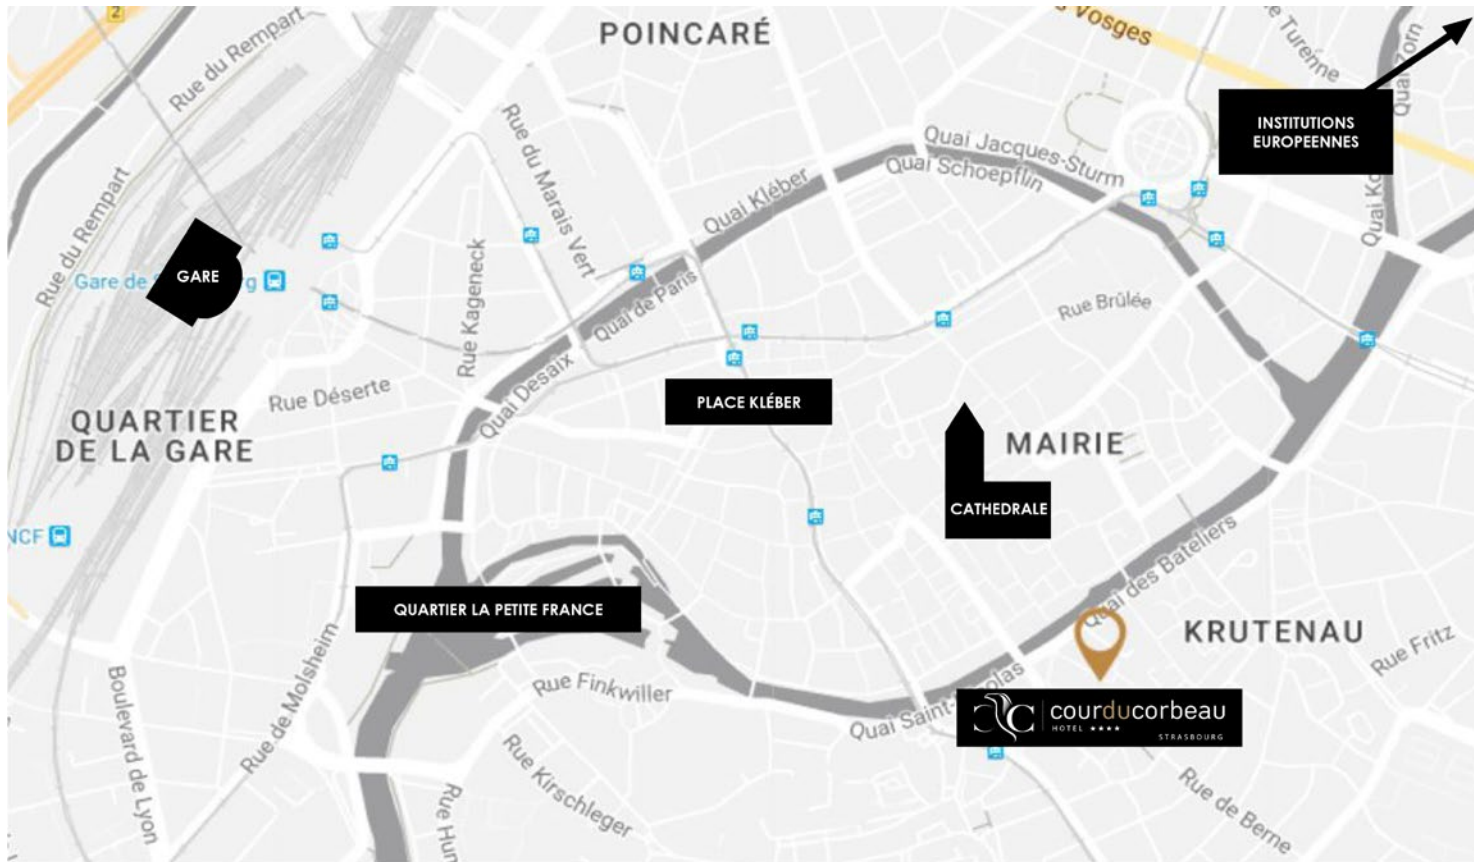 2
POINCARÉ
Vosges
Rue du Rempart
Quai Zorn
INSTITUTIONS
EUROPEENNES
Rue du Marais Vert
Quai Jacques-Sturm
Quai Schoepflin
Quai Kléber
Rue du Rempart
Gare de
GARE
Rue Kageneck
Quai de Paris
Rue Brûlée
Quai Desaix
Rue Déserte
PLACE KLÉBER
QUARTIER
DE LA GARE
MAIRIE
CATHEDRALE
NCF
Quai des Bateliers
QUARTIER LA PETITE FRANCE
KRUTENAU
Rue Fritz
Rue de Molsheim
Rue Finkwiller
Boulevard de Lyon
Quai Saint-
courducorbeau
HOTEL ★★★★
STRASBOURG
Rue Kirschleger
Rue de Berne